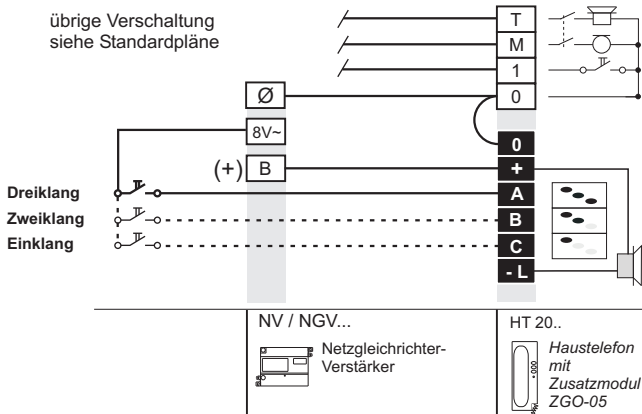 übrige Verschaltung
siehe Standardpläne
T
M
1
Ø
0
8V~
0
(+) B
+
Dreiklang
A
Zweiklang
B
Einklang
C
- L
NV / NGV...
Netzgleichrichter-
Verstärker
HT 20..
Haustelefon
mit
Zusatzmodul
ZGO-05